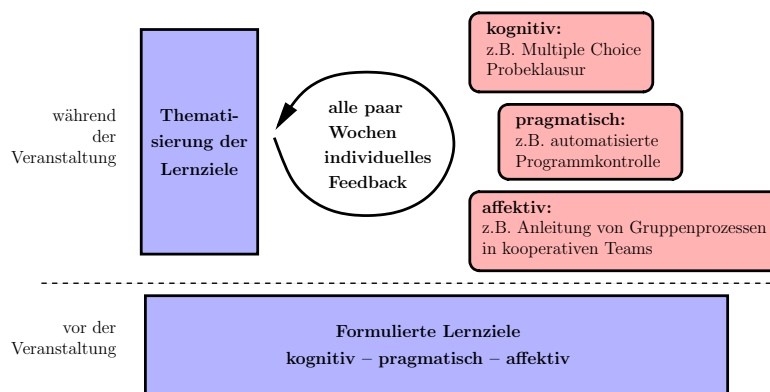 während
der
Veranstaltung
Themati-
sierung der
Lernziele
alle paar
Wochen
individuelles
Feedback
kognitiv:
z.B. Multiple Choice
Probeklausur
pragmatisch:
z.B. automatisierte
Programmkontrolle
affektiv:
z.B. Anleitung von Gruppenprozessen
in kooperativen Teams
vor der
Veranstaltung
Formulierte Lernziele
kognitiv – pragmatisch – affektiv